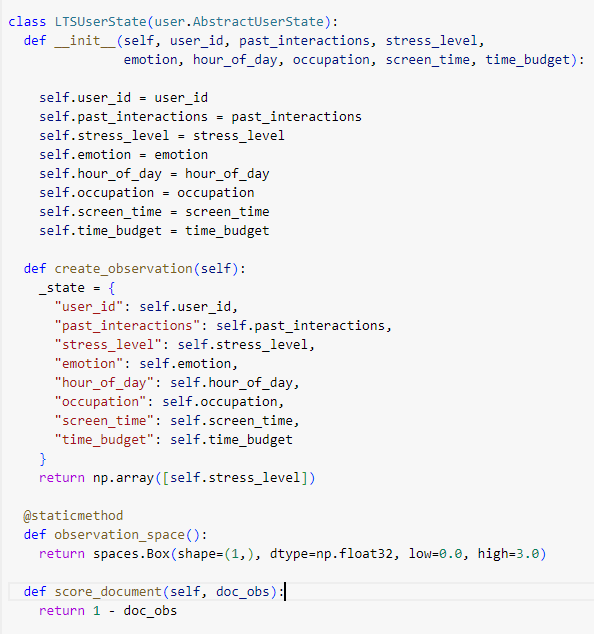 class LTSUserState(user.AbstractUserState):
  def __init__(self, user_id, past_interactions, stress_level,
               emotion, hour_of_day, occupation, screen_time, time_budget):
    self.user_id = user_id
    self.past_interactions = past_interactions
    self.stress_level = stress_level
    self.emotion = emotion
    self.hour_of_day = hour_of_day
    self.occupation = occupation
    self.screen_time = screen_time
    self.time_budget = time_budget
  def create_observation(self):
    _state = {
      "user_id": self.user_id,
      "past_interactions": self.past_interactions,
      "stress_level": self.stress_level,
      "emotion": self.emotion,
      "hour_of_day": self.hour_of_day,
      "occupation": self.occupation,
      "screen_time": self.screen_time,
      "time_budget": self.time_budget
    }
    return np.array([self.stress_level])
  @staticmethod
  def observation_space():
    return spaces.Box(shape=(1,), dtype=np.float32, low=0.0, high=3.0)
  def score_document(self, doc_obs):
    return 1 - doc_obs